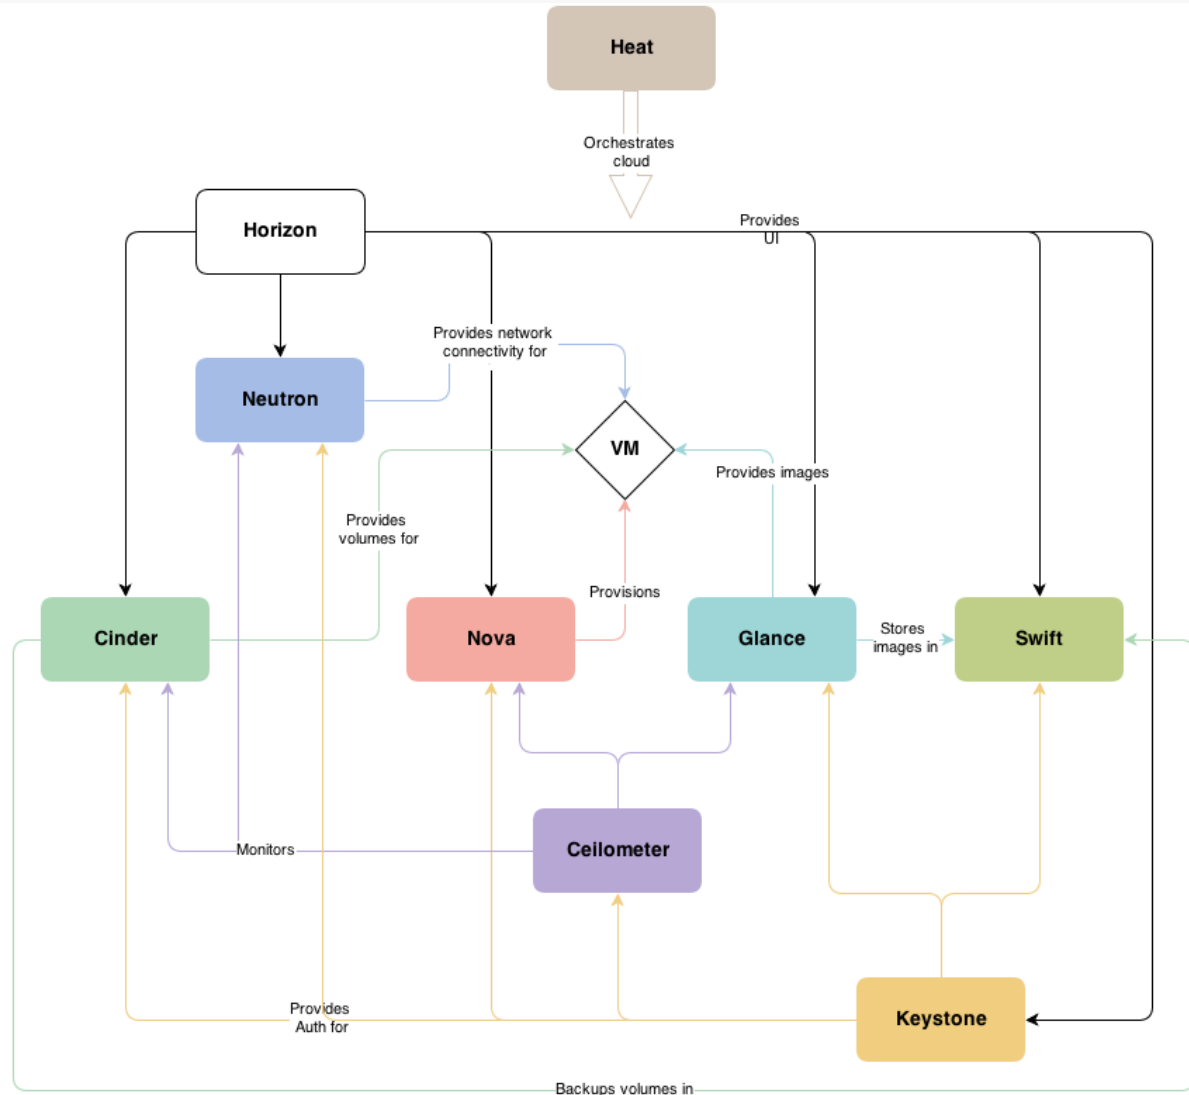 Heat
Orchestrates
cloud
Horizon
Provides
UI
Provides network
connectivity for
Neutron
VM
Provides images
Provides
volumes for
Provisions
Cinder
Nova
Glance
Stores
images in
Swift
Ceilometer
Monitors
Provides
Auth for
Keystone
Backups volumes in